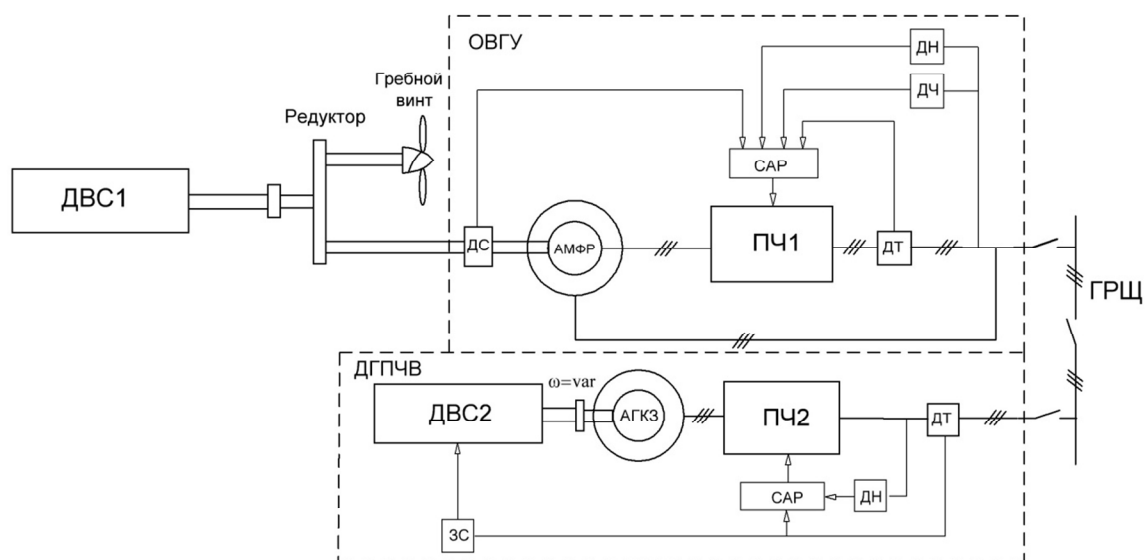 ОВГУ
ДН
Гребной
винт
ДЧ
Редуктор
САР
ДВС1
ДС
АМФР
ПЧ1
ДТ
ГРЩ
ДГПЧВ
ω=var
ДВС2
АГКЗ
ПЧ2
ДТ
САР
ДН
ЗС